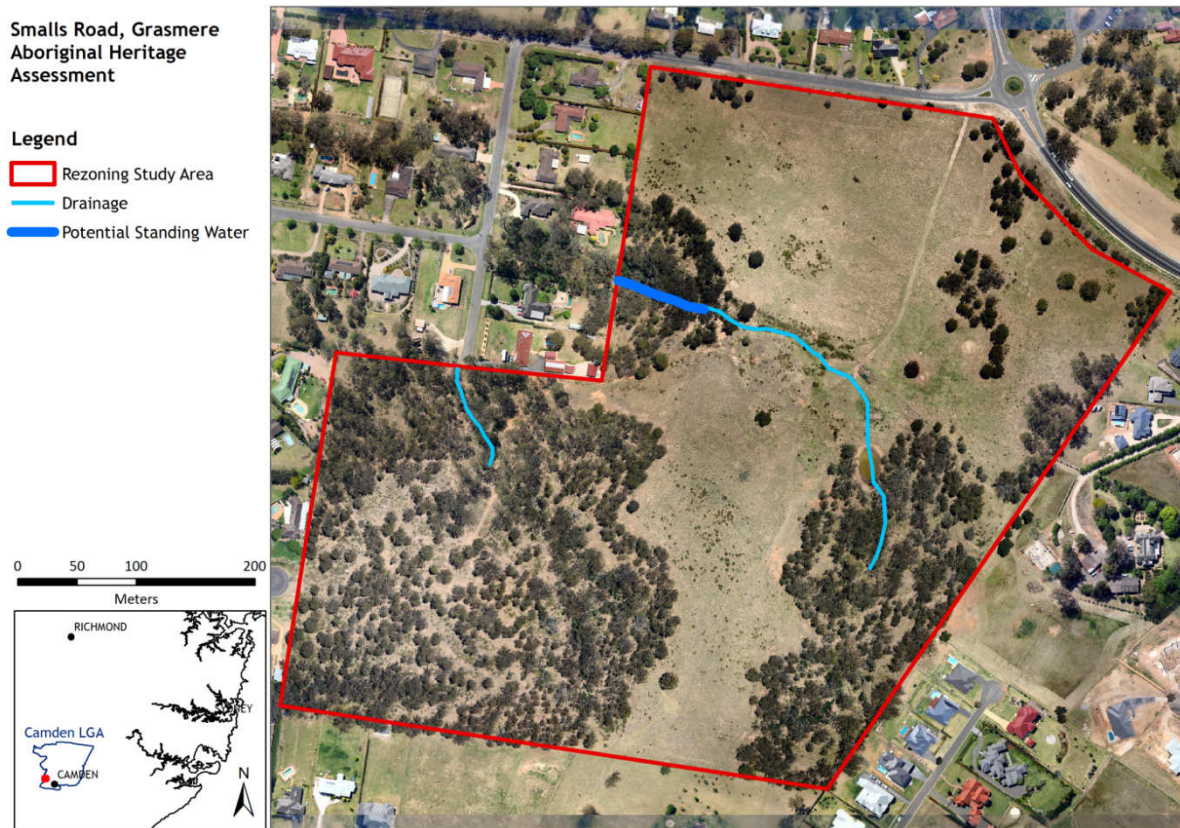 Smalls Road, Grasmere
Aboriginal Heritage
Assessment
Legend
Rezoning Study Area
Drainage
Potential Standing Water
0 100 200
Meters
RICHMOND
Camden LGA
CAMDEN
N